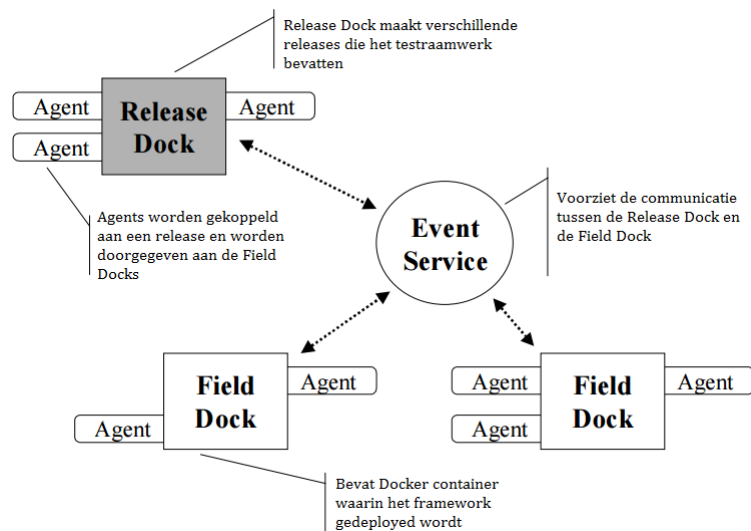 Release Dock maakt verschillende
releases die het testraamwerk
bevatten
Agent
Release
Dock
Agent
Agent
Agents worden gekoppeld
aan een release en worden
doorgegeven aan de Field
Docks
Event
Service
Voorziet de communicatie
tussen de Release Dock en
de Field Dock
Field
Dock
Agent
Agent
Agent
Field
Dock
Agent
Agent
Bevat Docker container
waarin het framework
gedeployed wordt